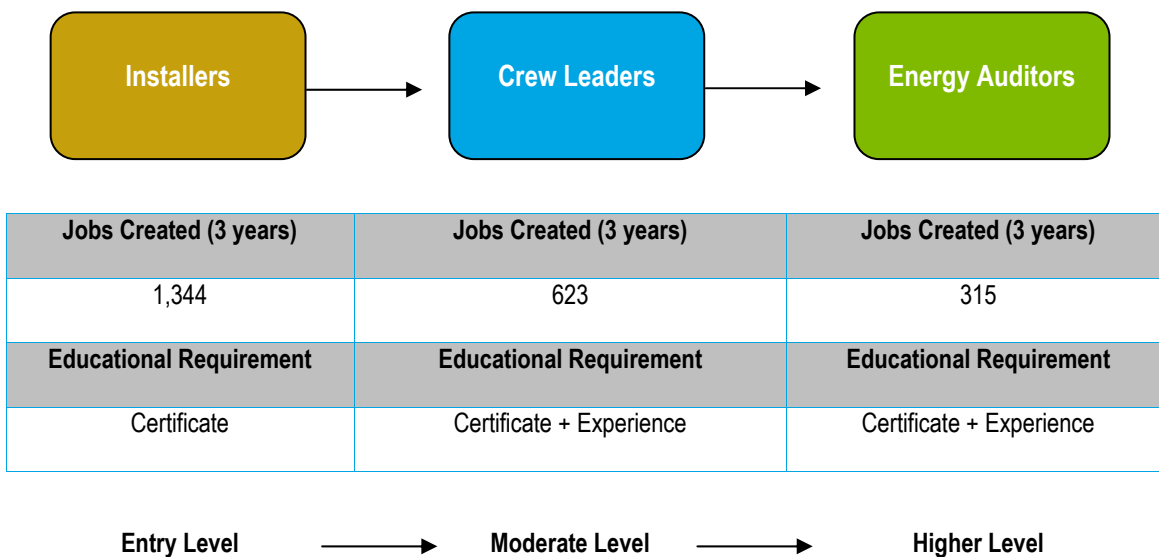 Installers
Crew Leaders
Energy Auditors
Jobs Created (3 years)
Jobs Created (3 years)
Jobs Created (3 years)
1,344
623
315
Educational Requirement
Educational Requirement
Educational Requirement
Certificate
Certificate + Experience
Certificate + Experience
Entry Level
Moderate Level
Higher Level